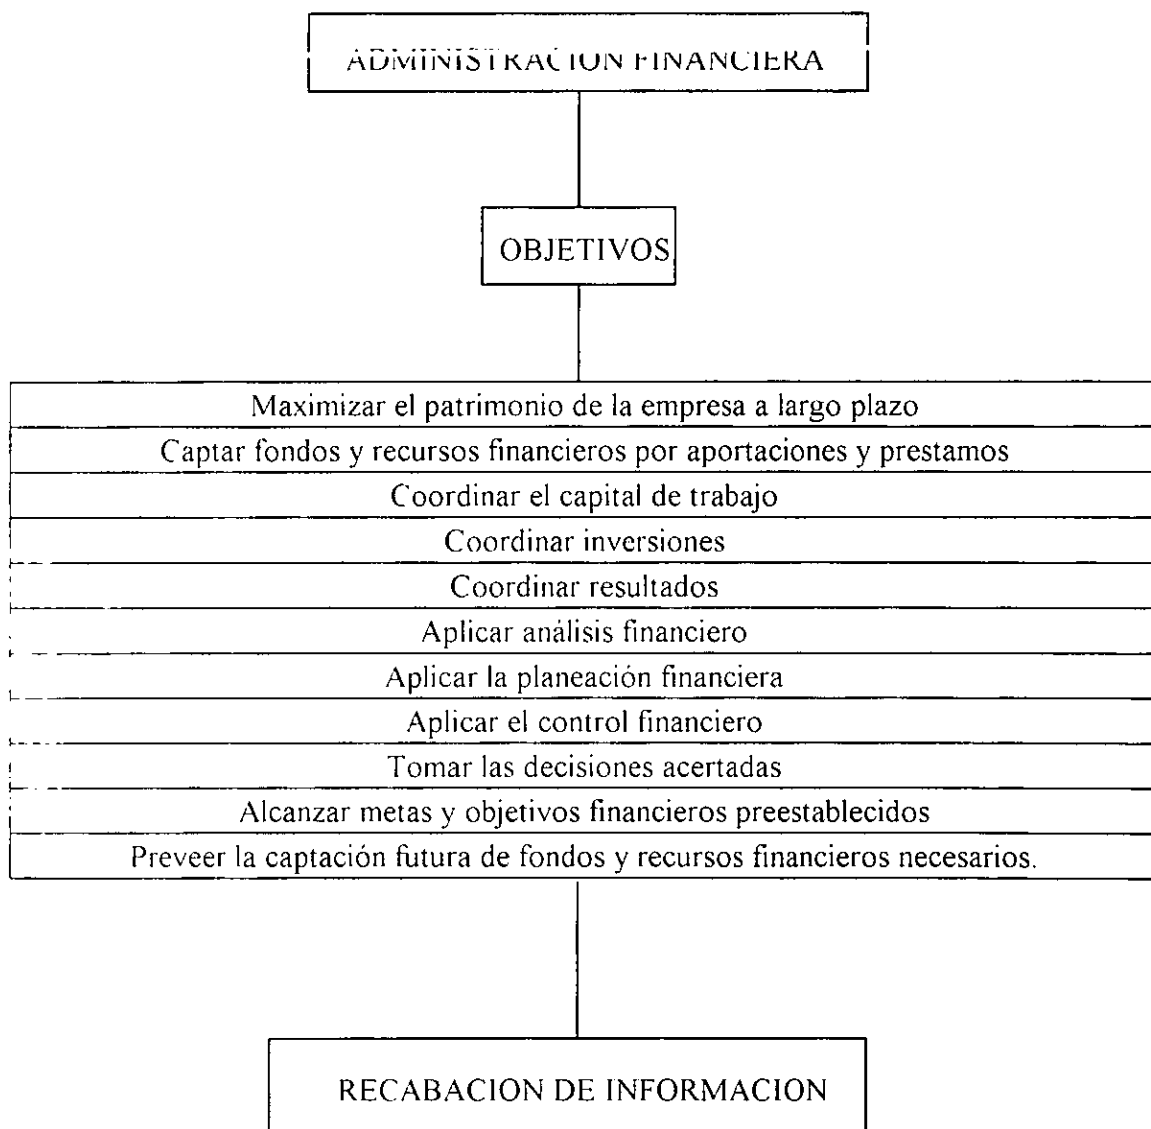 ADMINISTRACION FINANCIERA
OBJETIVOS
Maximizar el patrimonio de la empresa a largo plazo
Captar fondos y recursos financieros por aportaciones y prestamos
Coordinar el capital de trabajo
Coordinar inversiones
Coordinar resultados
Aplicar análisis financiero
Aplicar la planeación financiera
Aplicar el control financiero
Tomar las decisiones acertadas
Alcanzar metas y objetivos financieros preestablecidos
Preveer la captación futura de fondos y recursos financieros necesarios.
RECABACION DE INFORMACION